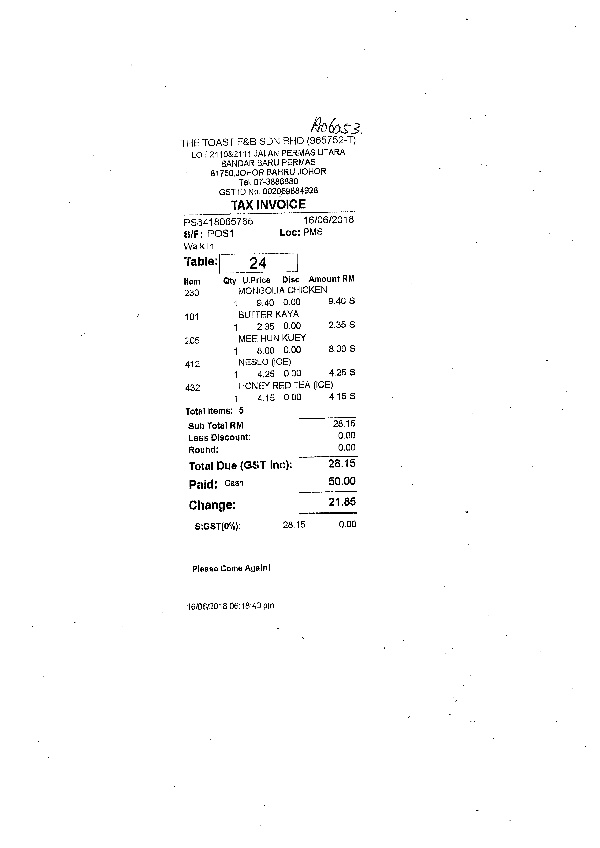 A06053.
THE TOAST F&B SDN BHD (965752-T)
LOT 2110&2111 JALAN PERMAS UTARA
BANDAR BARU PERMAS
81750,JOHOR BAHRU JOHOR
Tel. 07-3886880
GST ID No. 002069684928
TAX INVOICE
16/06/2018
S/F: POS1 Loc: PMS
Walk In
Table: 24
Item Qty U.Price Disc Amount RM
230 MONGOLIA CHICKEN
1 9.40 0.00 9.40 S
101 BUTTER KAYA
1 2.35 0.00 2.35 S
205 MEE HUN KUEY
1 8.00 0.00 8.00 S
412 NESLO (ICE)
1 4.25 0.00 4.25 S
432 HONEY RED TEA (ICE)
1 4.15 0.00 4.15 S
Total Items: 5
Sub Total RM 28.15
Less Discount: 0.00
Round: 0.00
Total Due (GST Inc): 28.15
Paid: Cash 50.00
Change: 21.85
S:GST(0%): 28.15 0.00
Please Come Again!
16/06/2018 06:18:40 pm